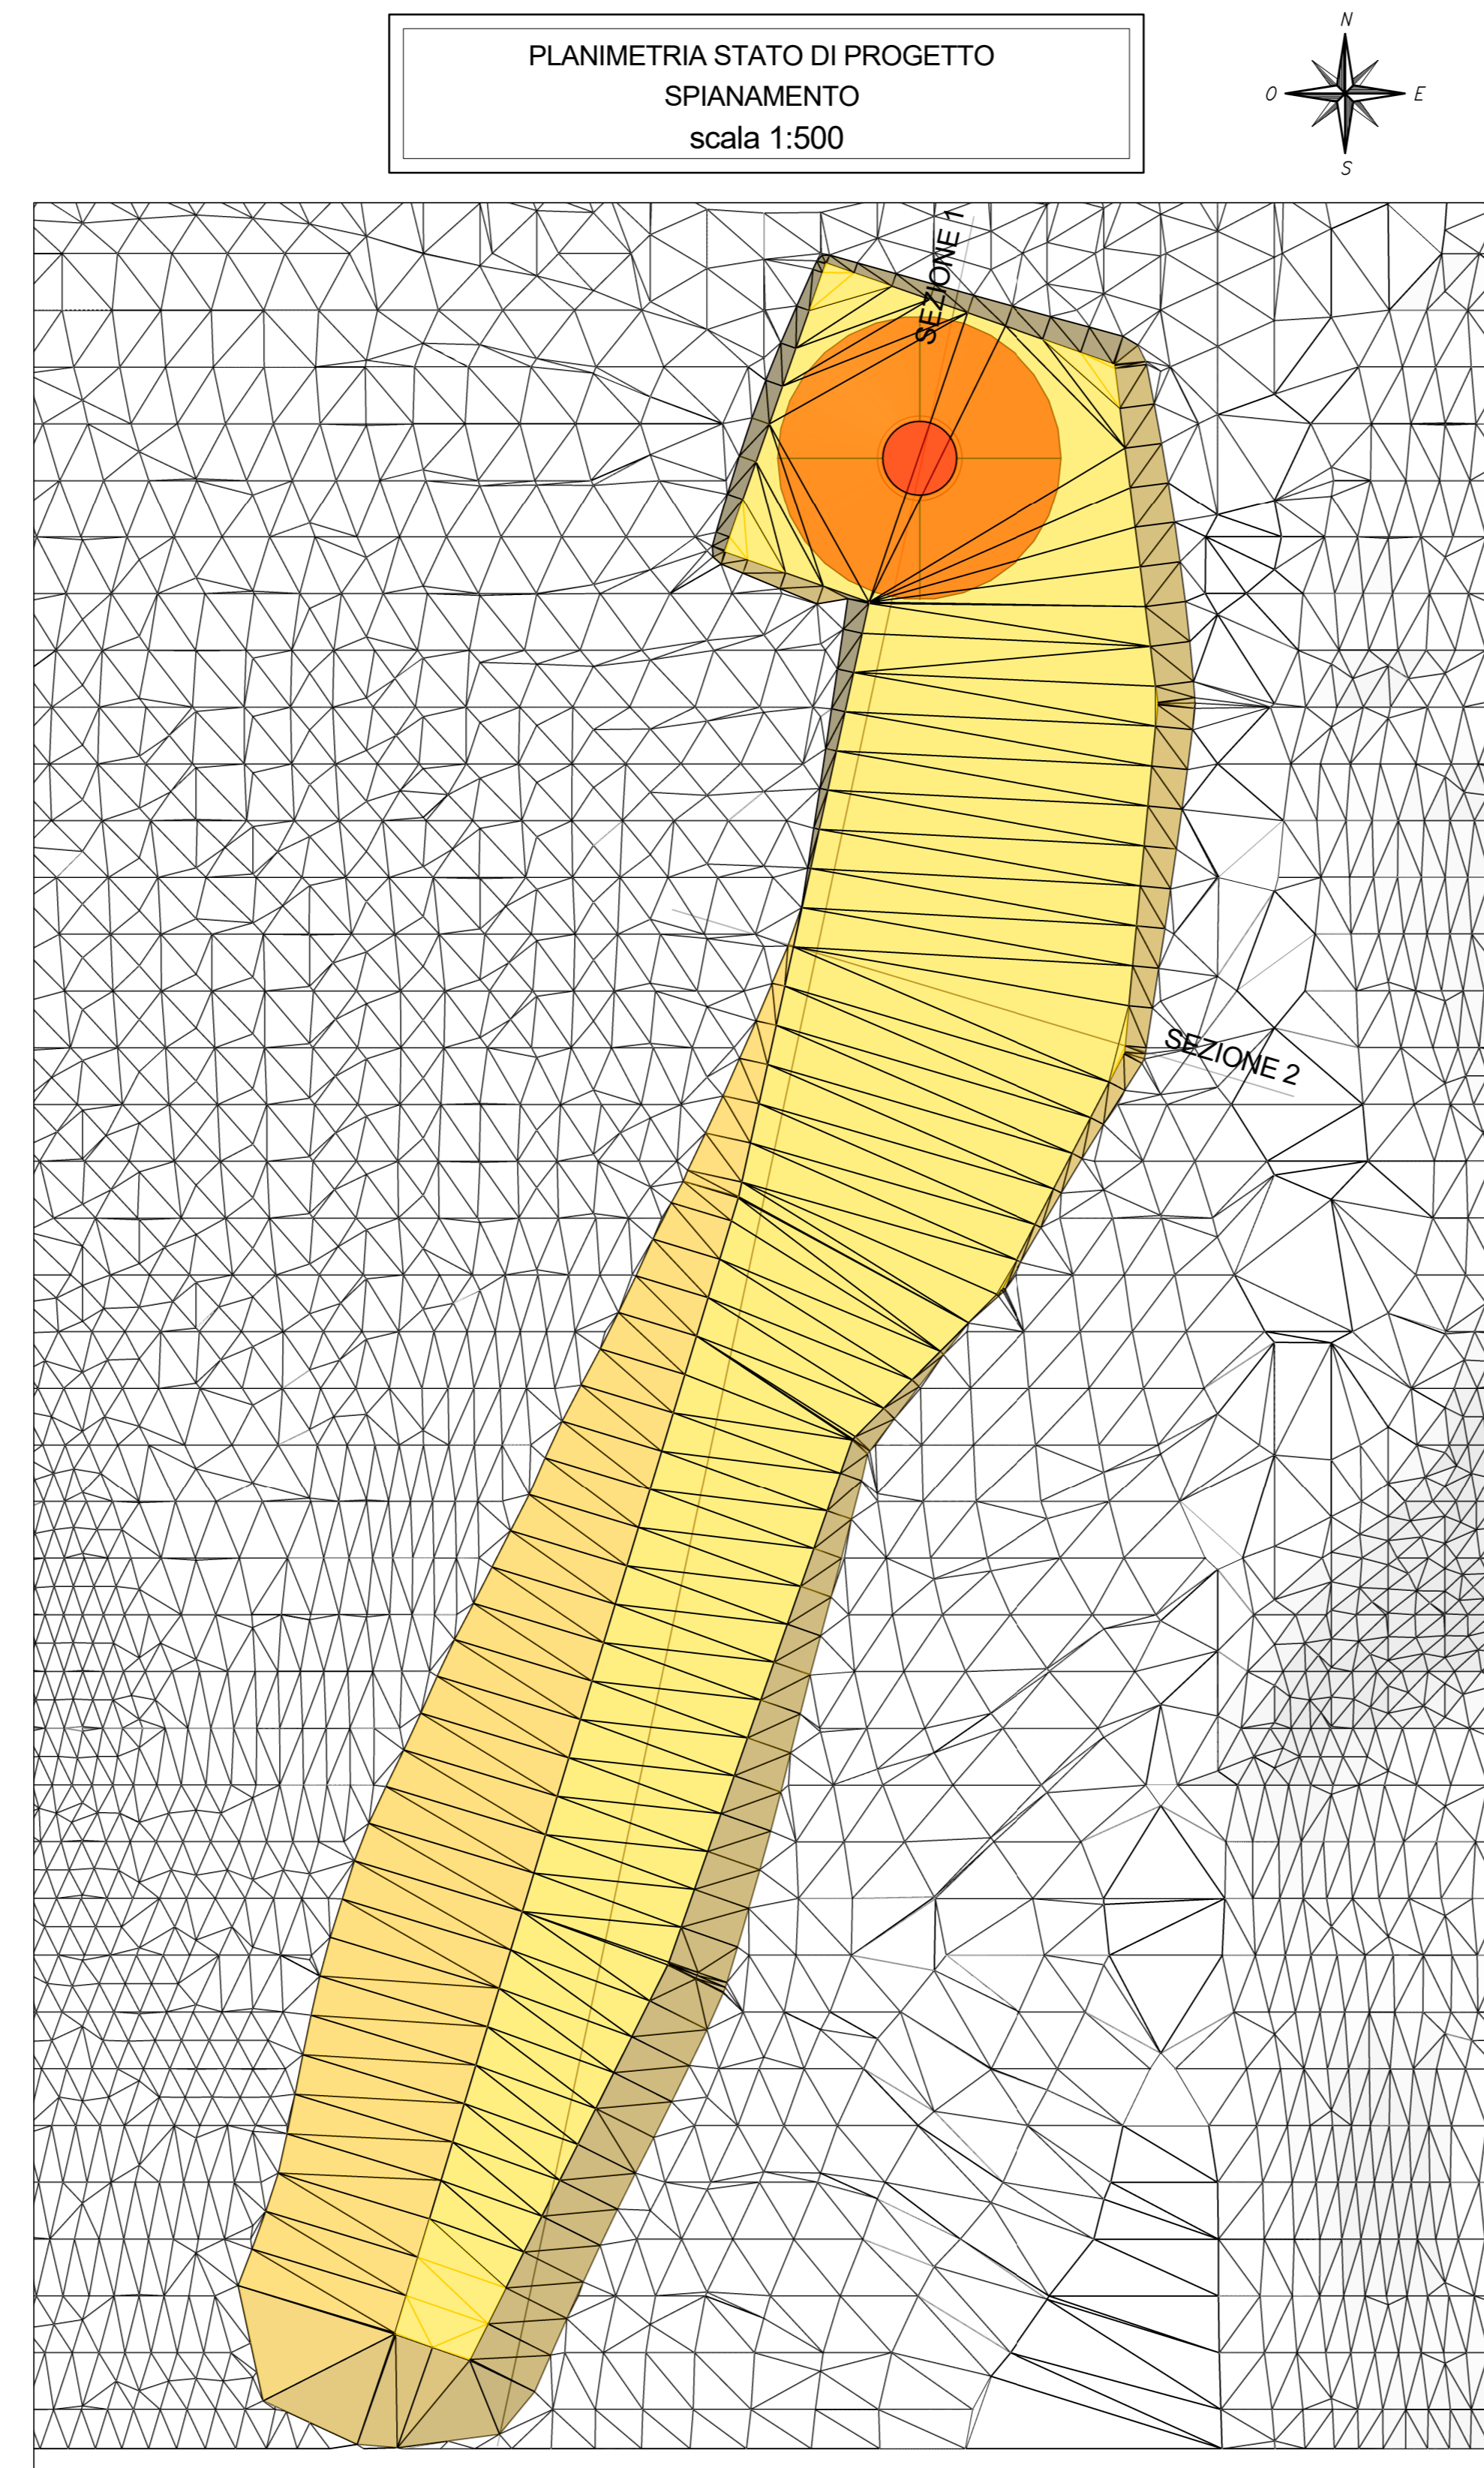 PLANIMETRIA STATO DI PROGETTO
SPIANAMENTO
scala 1:500
N
O
E
S
SEZIONE 1
SEZIONE 2